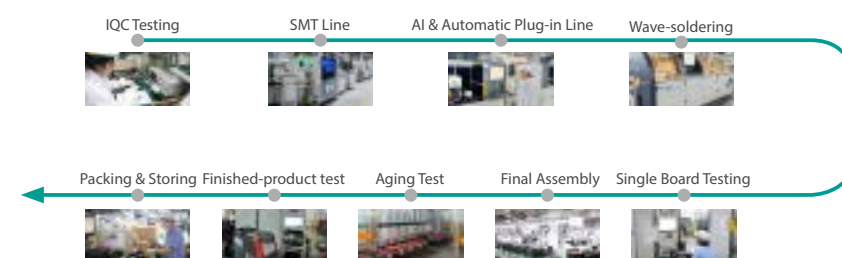 IQC Testing
SMT Line
AI & Automatic Plug-in Line
Wave-soldering
Packing & Storing
Finished-product test
Aging Test
Final Assembly
Single Board Testing